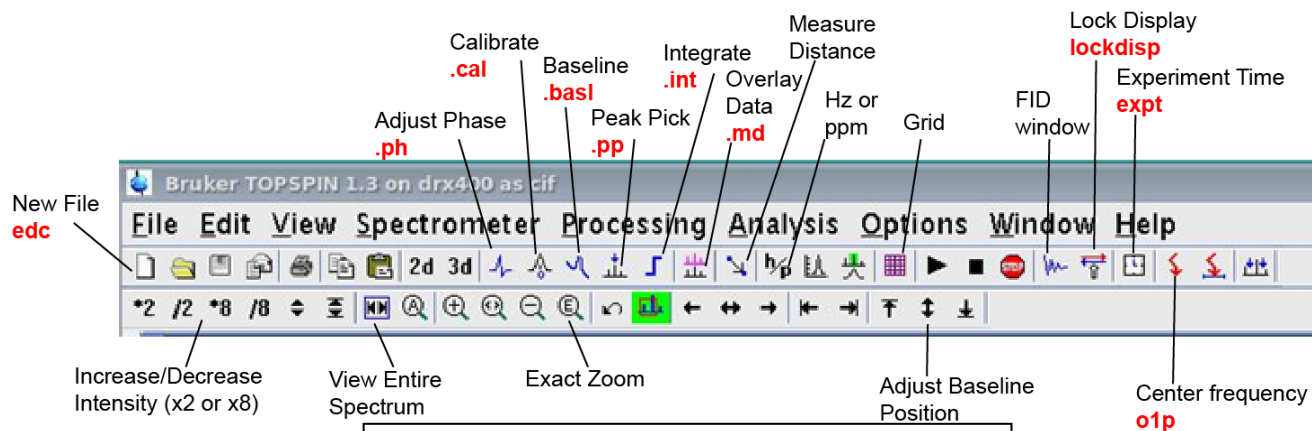 Lock Display
lockdisp
Measure
Distance
Calibrate
.cal
Integrate
.int
Baseline
.basl
Overlay
Data
.md
Experiment Time
expt
Hz or
ppm
FID
window
Peak Pick
.pp
Grid
Adjust Phase
.ph
New File
edc
Bruker TOPSPIN 1.3 on drx400 as cif
File Edit View Spectrometer Processing Analysis Options Window Help
2d 3d h/p STOP
*2 /2 *8 /8 A E
Increase/Decrease
Intensity (x2 or x8)
View Entire
Spectrum
Exact Zoom
Adjust Baseline
Position
Center frequency
o1p